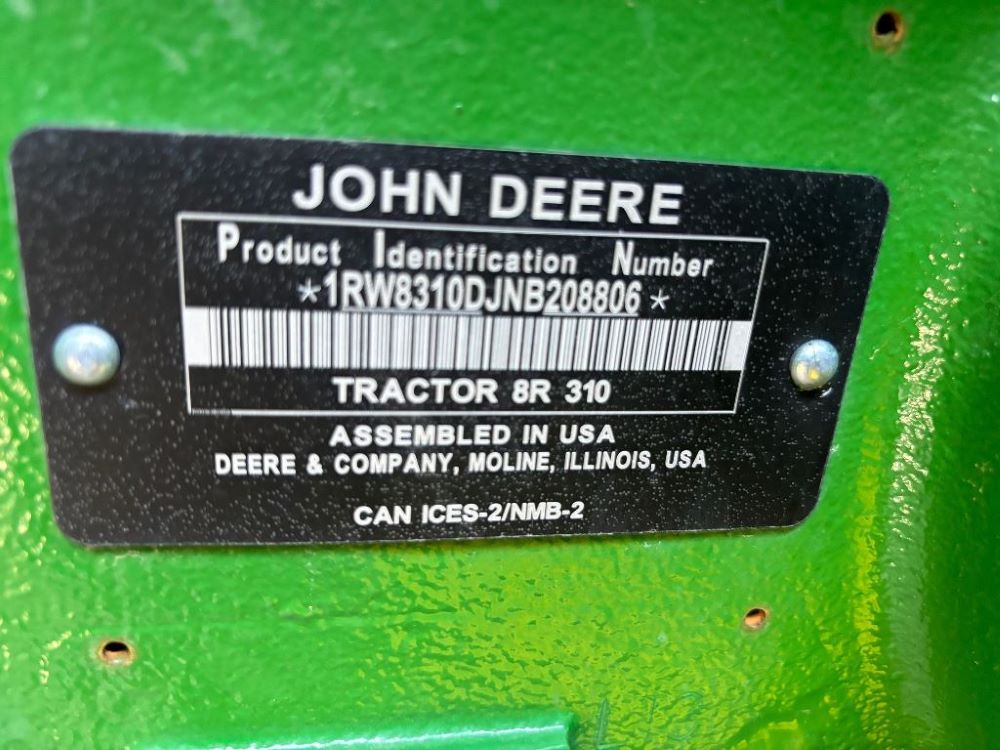 JOHN DEERE
Product Identification Number
*1RW8310DJNB208806*
TRACTOR 8R 310
ASSEMBLED IN USA
DEERE & COMPANY, MOLINE, ILLINOIS, USA
CAN ICES-2/NMB-2